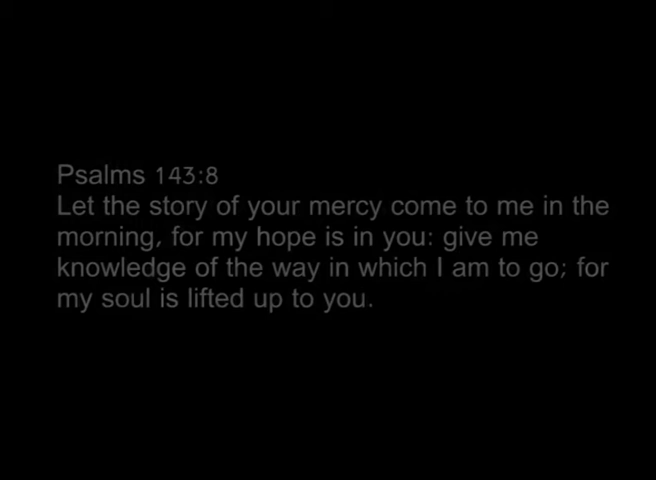 Psalms 143:8
Let the story of your mercy come to me in the
morning, for my hope is in you: give me
knowledge of the way in which I am to go; for
my soul is lifted up to you.